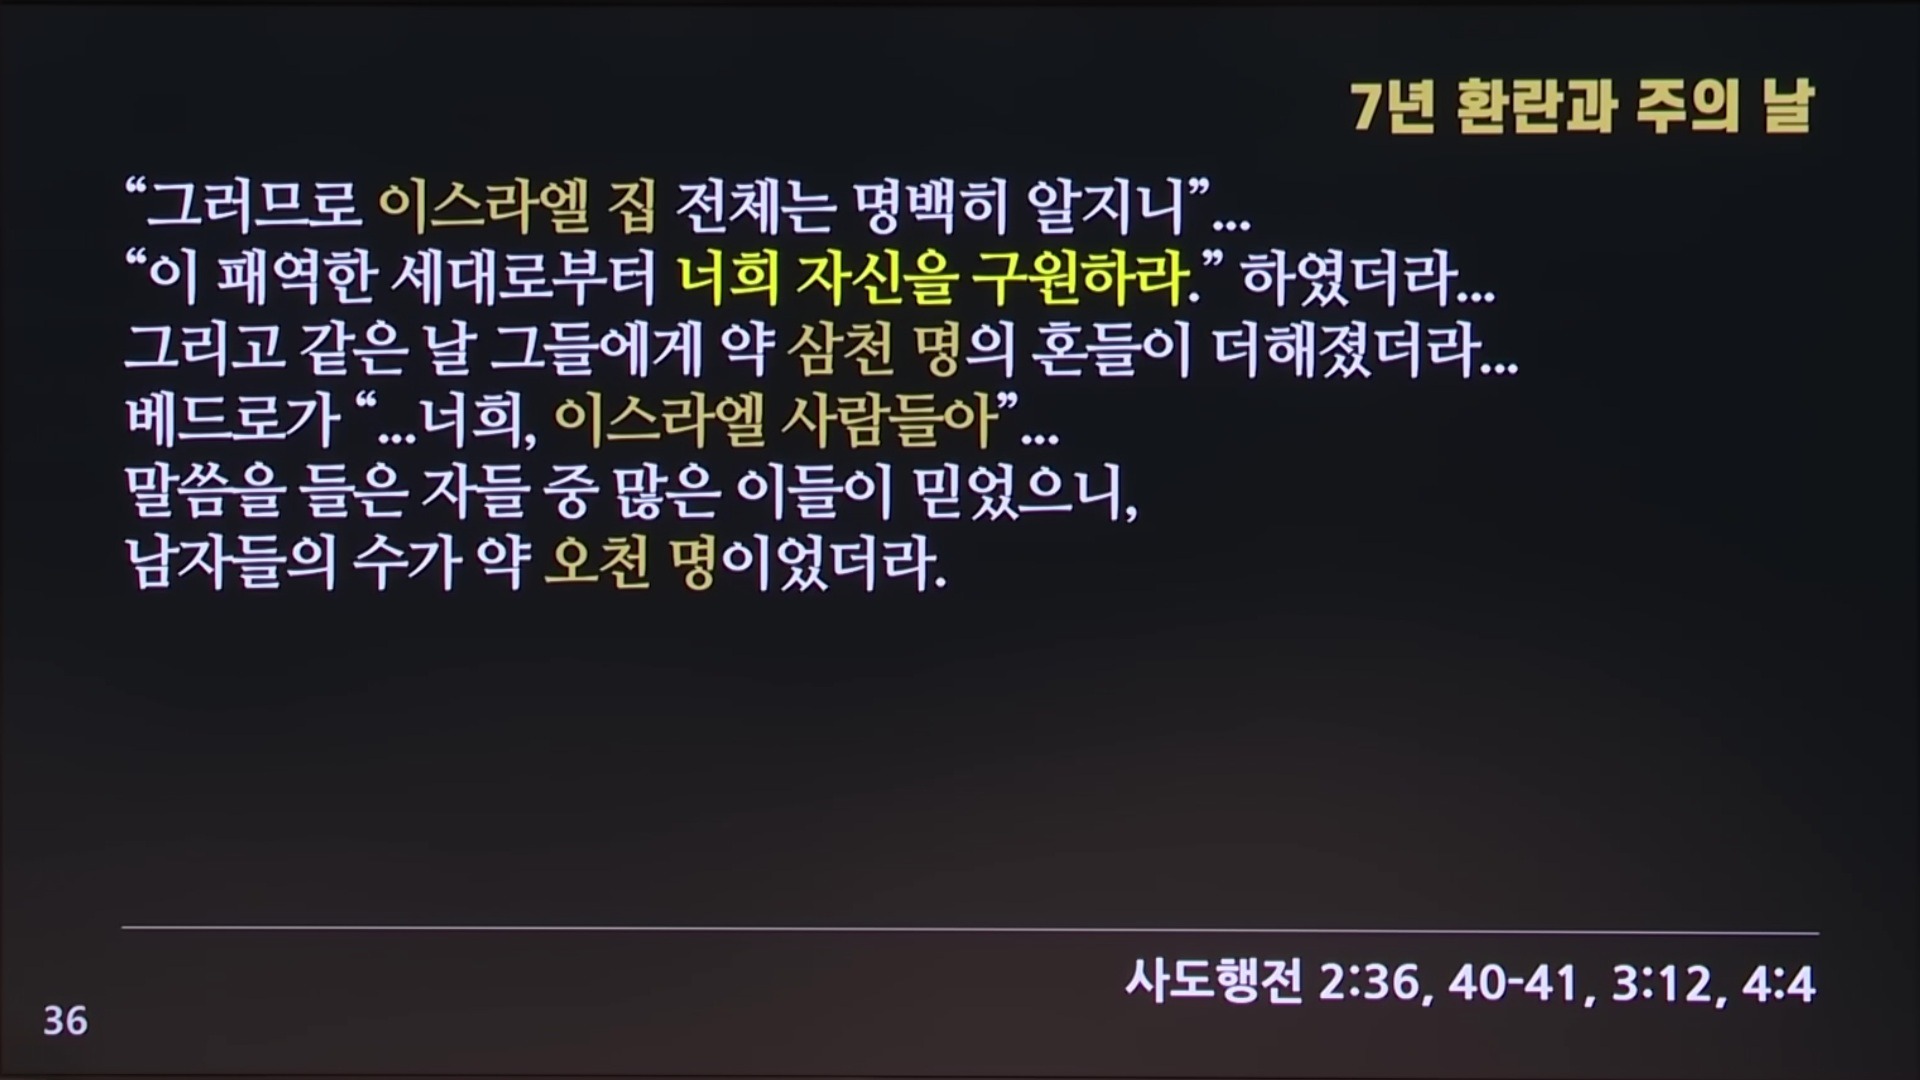 7년 환란과 주의 날
“그러므로 이스라엘 집 전체는 명백히 알지니”...
“이 패역한 세대로부터 너희 자신을 구원하라.” 하였더라...
그리고 같은 날 그들에게 약 삼천 명의 혼들이 더해졌더라...
베드로가 “...너희, 이스라엘 사람들아”...
말씀을 들은 자들 중 많은 이들이 믿었으니,
남자들의 수가 약 오천 명이었더라.
사도행전 2:36, 40-41, 3:12, 4:4
36